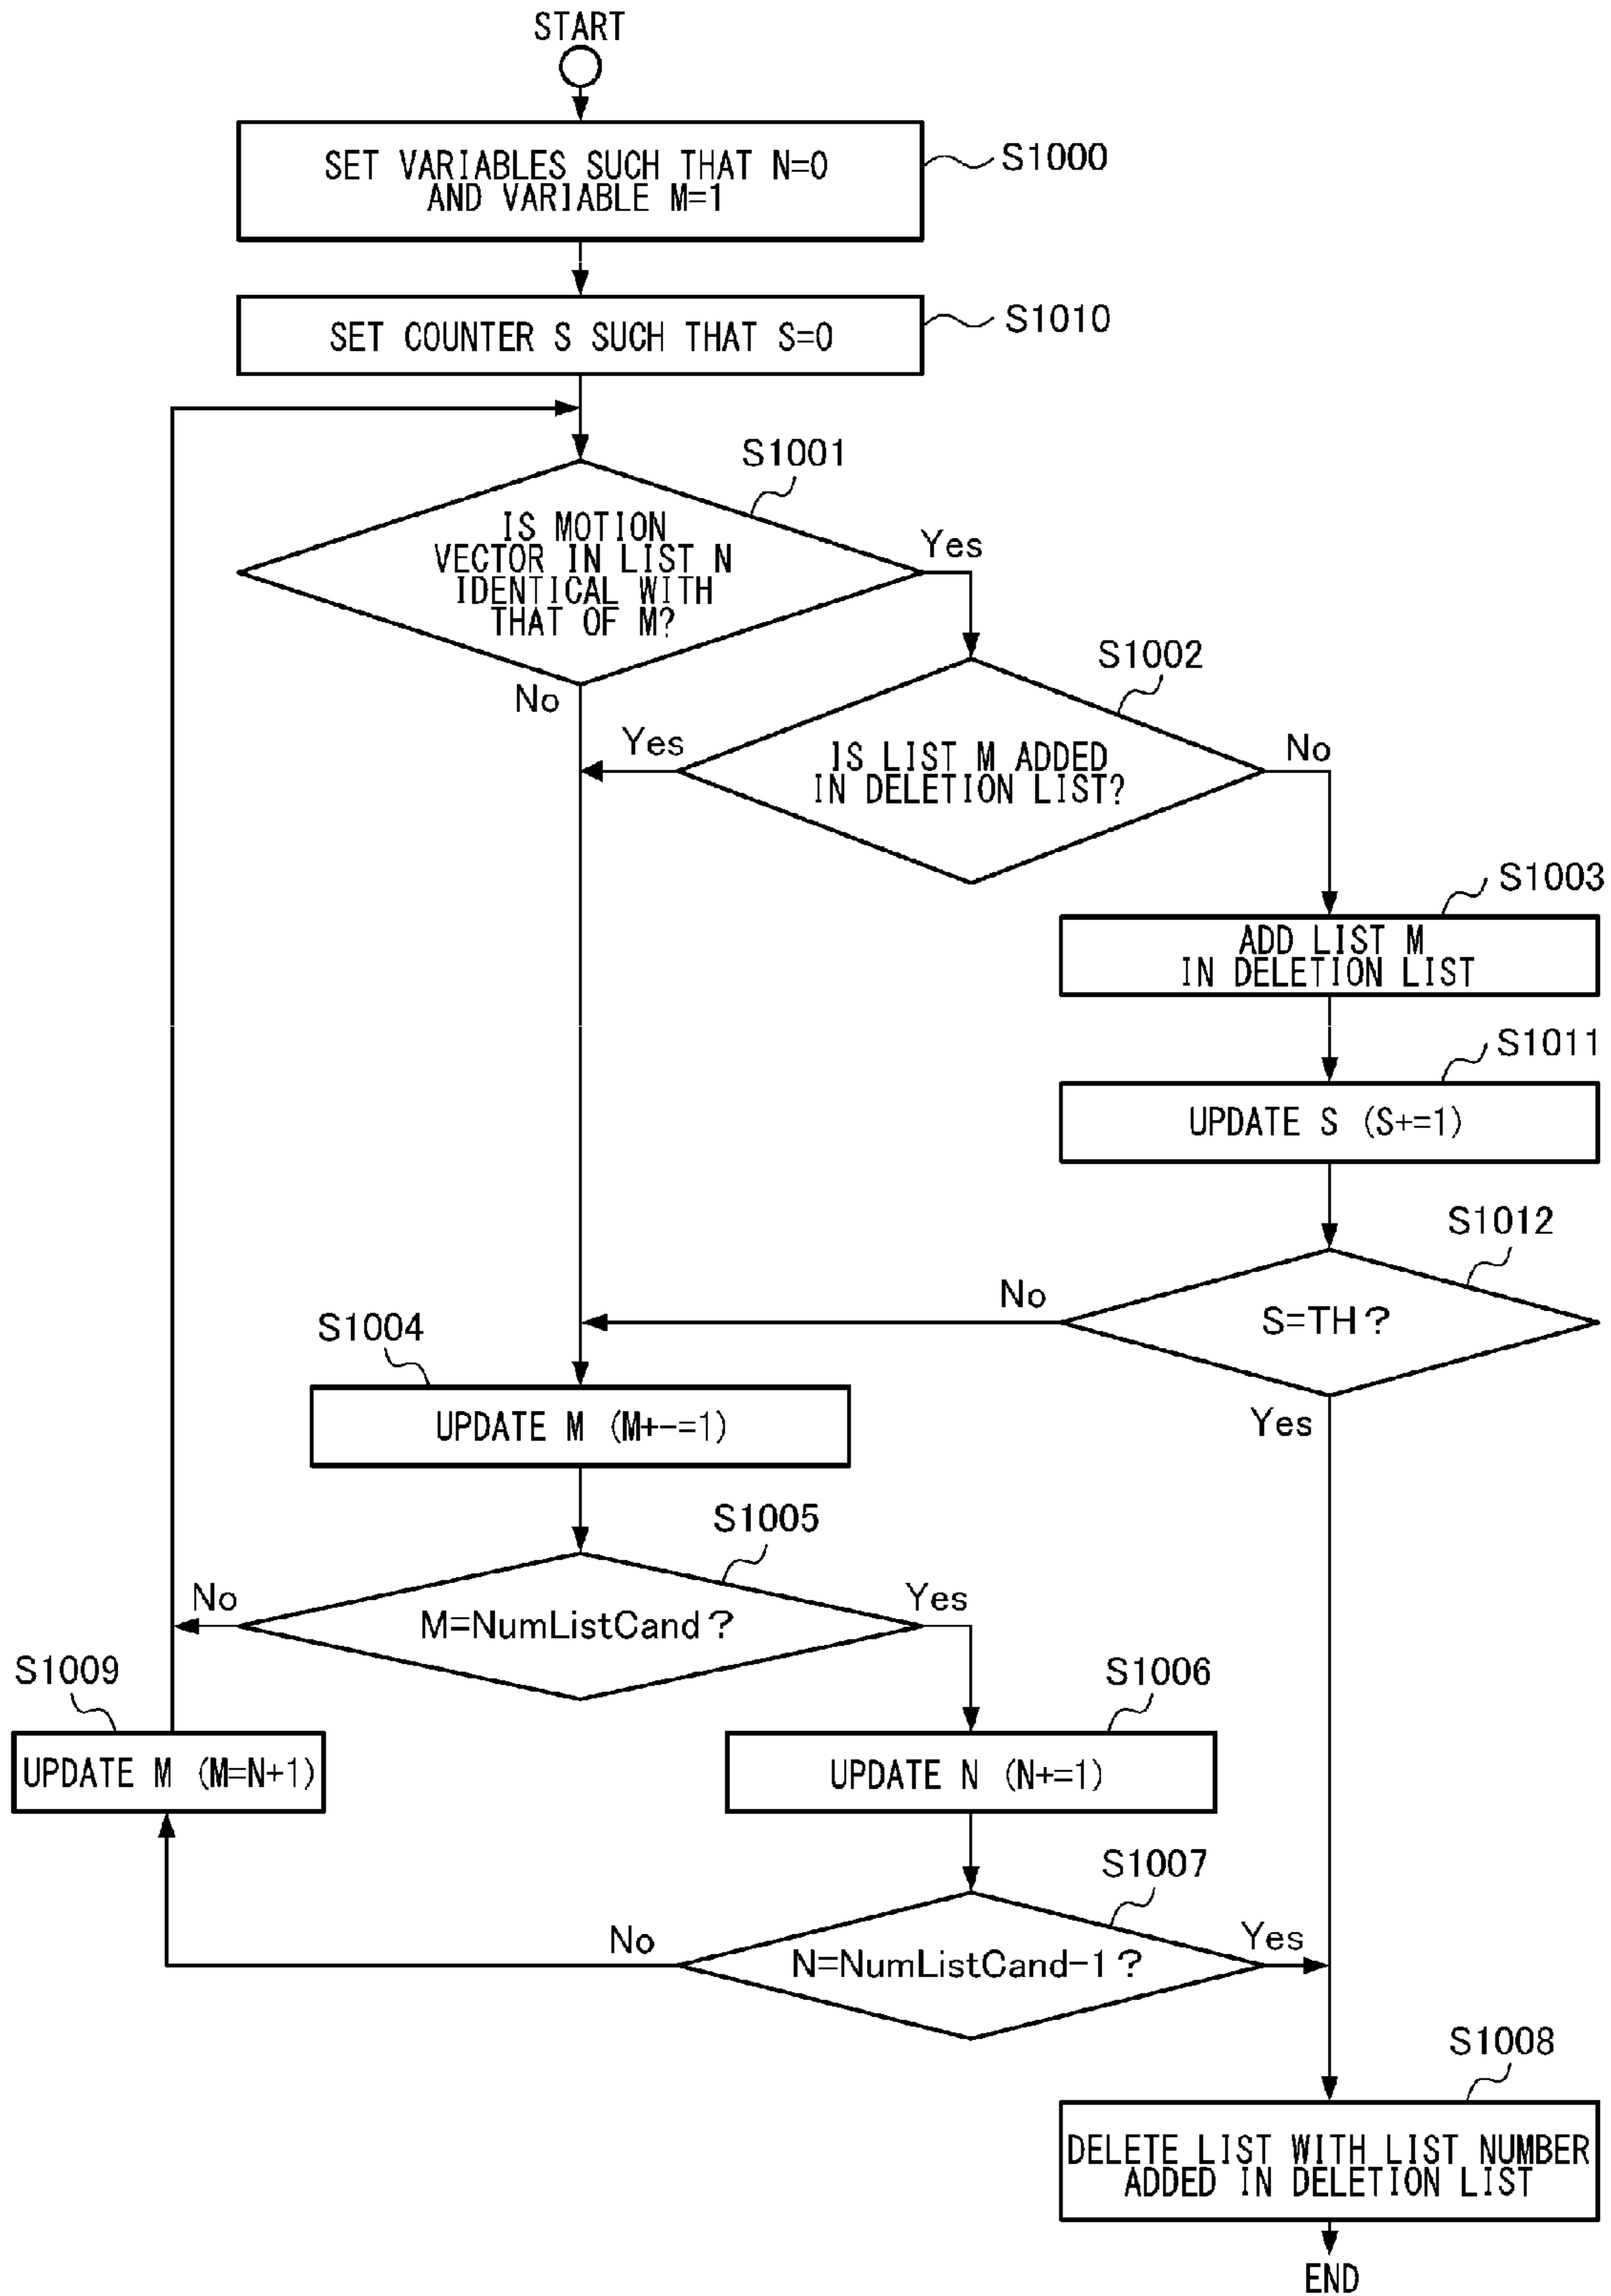 START
SET VARIABLES SUCH THAT N=0
AND VARIABLE M=1
S1000
SET COUNTER S SUCH THAT S=0
S1010
S1001
IS MOTION
VECTOR IN LIST N
IDENTICAL WITH
THAT OF M?
Yes
No
S1002
IS LIST M ADDED
IN DELETION LIST?
Yes
No
S1003
ADD LIST M
IN DELETION LIST
S1011
UPDATE S (S+=1)
S1012
S=TH?
No
Yes
S1004
UPDATE M (M+-=1)
S1005
M=NumListCand?
No
Yes
S1009
UPDATE M (M=N+1)
S1006
UPDATE N (N+=1)
S1007
N=NumListCand-1?
No
Yes
S1008
DELETE LIST WITH LIST NUMBER
ADDED IN DELETION LIST
END